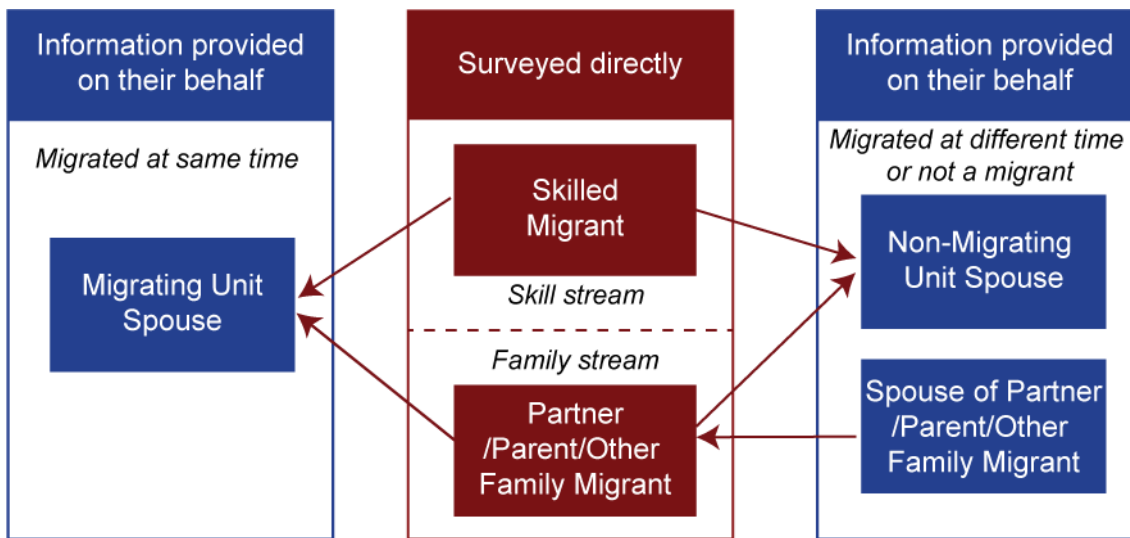 Information provided
on their behalf
Migrated at same time
Migrating Unit
Spouse
Surveyed directly
Skilled
Migrant
Skill stream
Family stream
Partner
/Parent/Other
Family Migrant
Information provided
on their behalf
Migrated at different time
or not a migrant
Non-Migrating
Unit Spouse
Spouse of Partner
/Parent/Other
Family Migrant